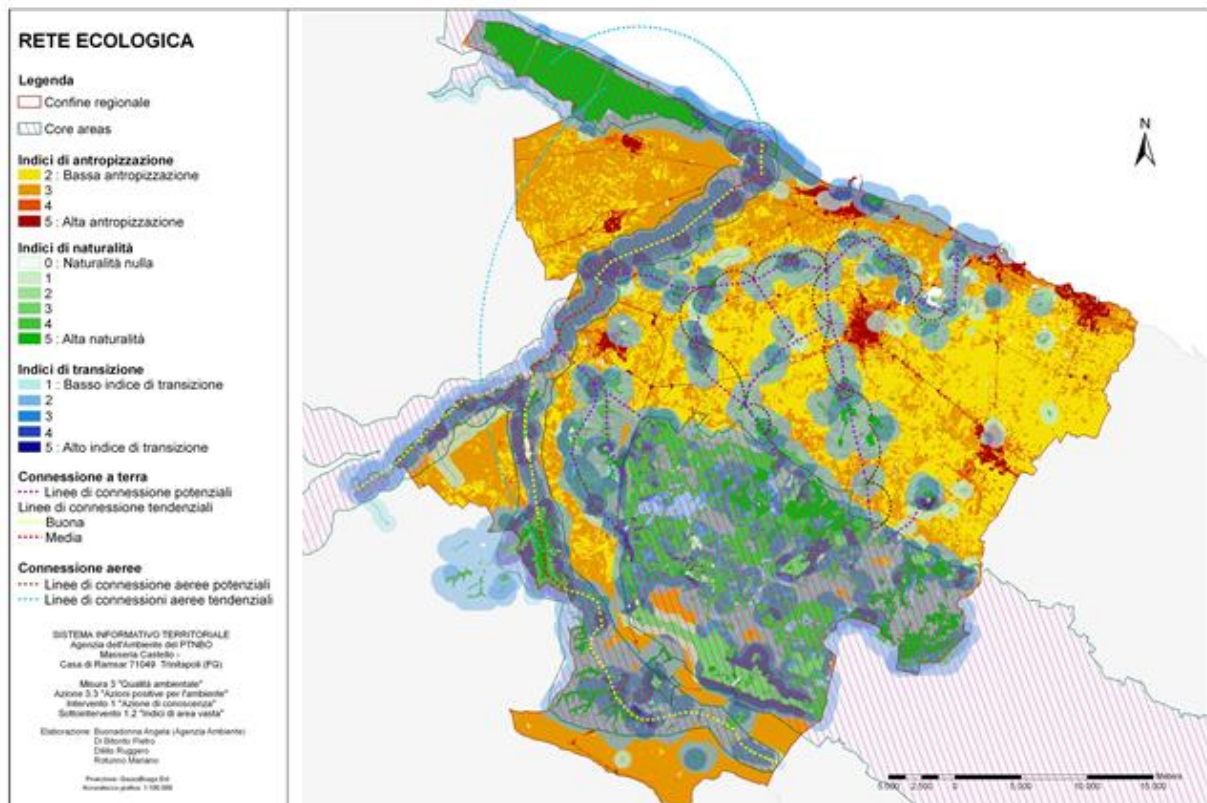 RETE ECOLOGICA
Legenda
Confine regionale
Core areas
Indici di antropizzazione
2 : Bassa antropizzazione
3
4
5 : Alta antropizzazione
Indici di naturalità
0 : Naturalità nulla
1
2
3
4
5 : Alta naturalità
Indici di transizione
1 : Basso indice di transizione
2
3
4
5 : Alto indice di transizione
Connessione a terra
Linee di connessione potenziali
Linee di connessione tendenziali
Buona
Media
Connessione aeree
Linee di connessione aeree potenziali
Linee di connessioni aeree tendenziali
SISTEMA INFORMATIVO TERRITORIALE
Agenzia dell'Ambiente del PTNBO
Masseria Castello -
Casa di Ramsar 71049 Trinitapoli (FG)
Misura 3 "Qualità ambientale"
Azione 3.3 "Azioni positive per l'ambiente"
Intervento 1 "Azione di conoscenza"
Sottointervento 1.2 "Indici di area vasta"
Elaborazione: Buonadonna Angela (Agenzia Ambiente)
Di Bitonto Pietro
Dilillo Ruggero
Rotunno Mariano
N
Meters
5.000 2.500 0 5.000 10.000 15.000